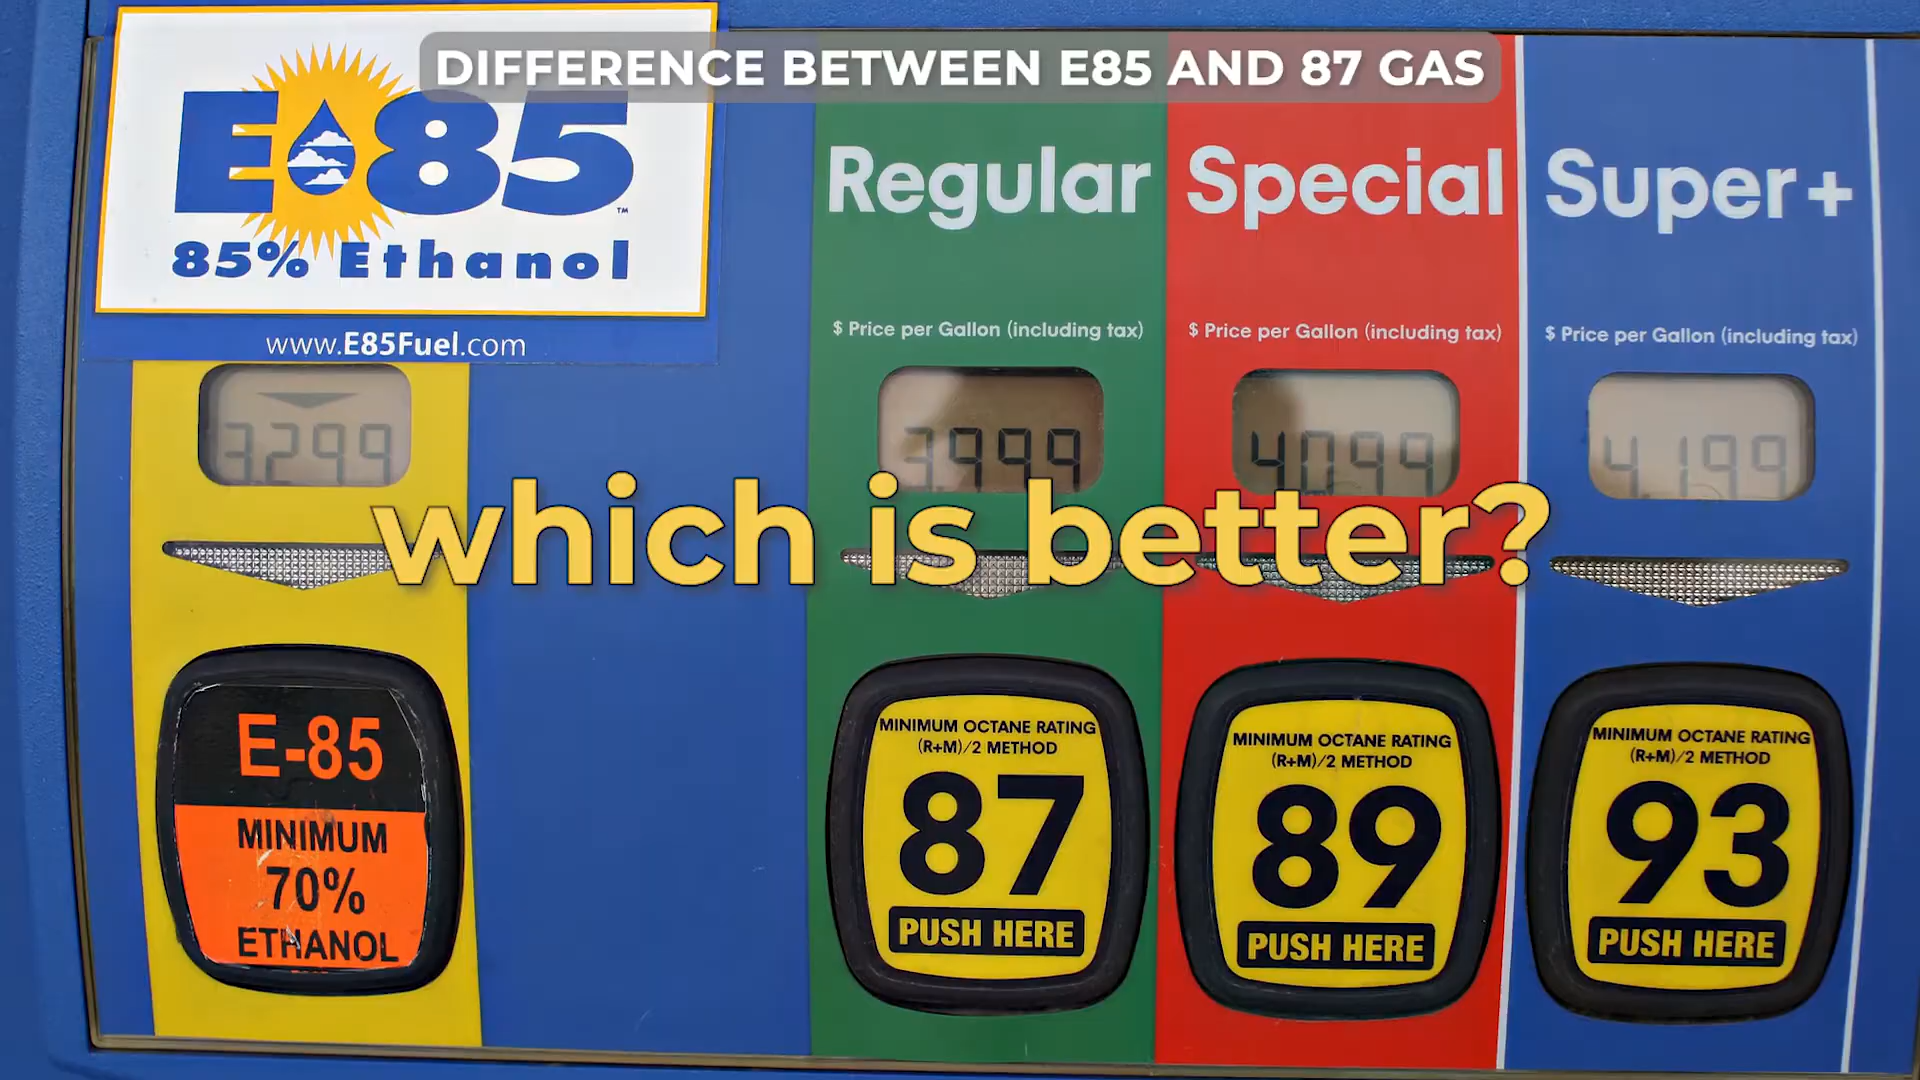 DIFFERENCE BETWEEN E85 AND 87 GAS
E85™
85% Ethanol
www.E85Fuel.com
3.299
E-85
MINIMUM
70%
ETHANOL
which is better?
Regular
$ Price per Gallon (including tax)
3.999
MINIMUM OCTANE RATING
(R+M)/2 METHOD
87
PUSH HERE
Special
$ Price per Gallon (including tax)
4.099
MINIMUM OCTANE RATING
(R+M)/2 METHOD
89
PUSH HERE
Super+
$ Price per Gallon (including tax)
4.199
MINIMUM OCTANE RATING
(R+M)/2 METHOD
93
PUSH HERE